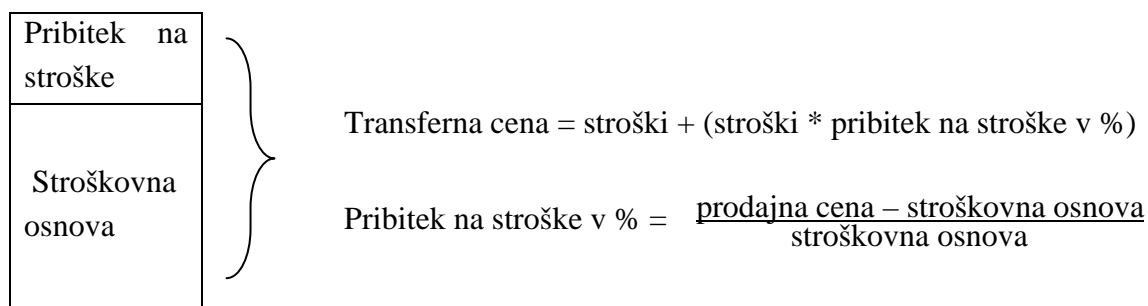 Pribitek na
stroške
Stroškovna
osnova
Transferna cena = stroški + (stroški * pribitek na stroške v %)
Pribitek na stroške v % = prodajna cena – stroškovna osnova
stroškovna osnova